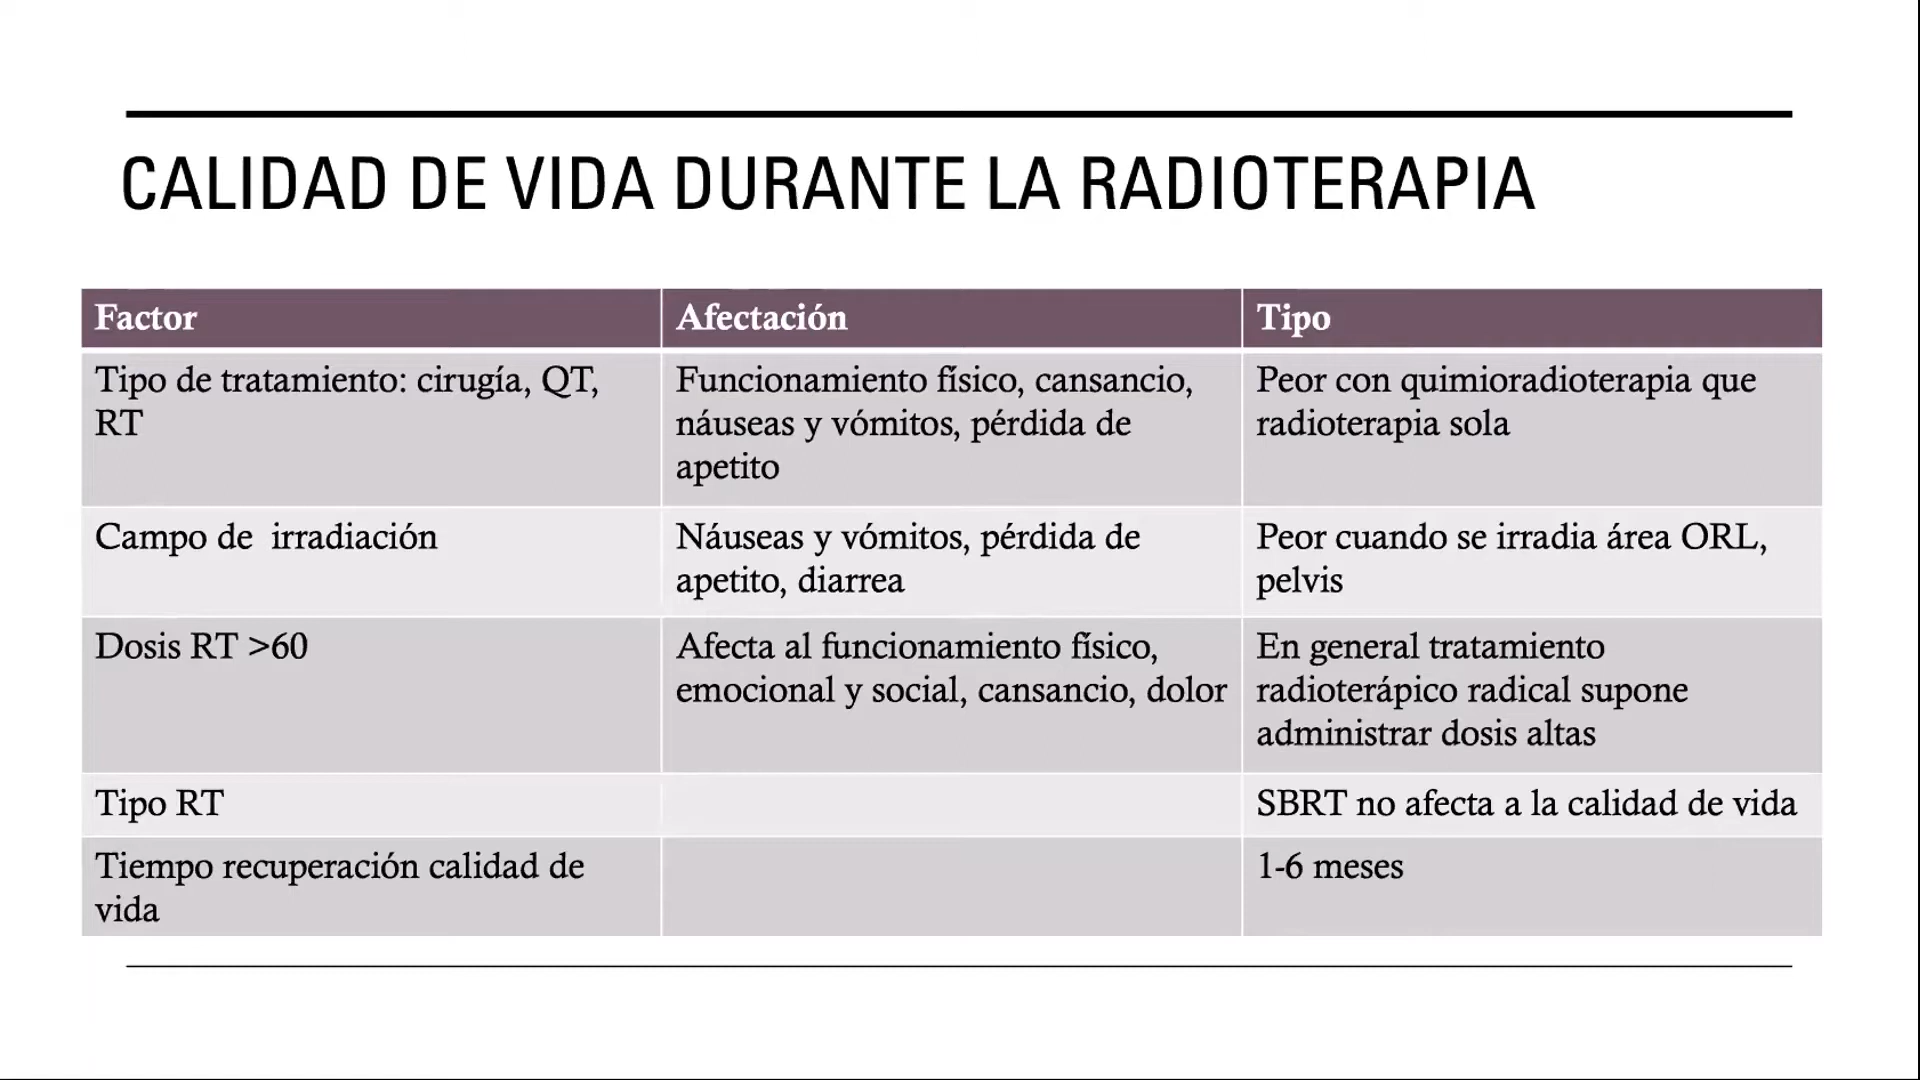 CALIDAD DE VIDA DURANTE LA RADIOTERAPIA
Factor
Afectación
Tipo
Tipo de tratamiento: cirugía, QT,
RT
Funcionamiento físico, cansancio,
náuseas y vómitos, pérdida de
apetito
Peor con quimioradioterapia que
radioterapia sola
Campo de  irradiación
Náuseas y vómitos, pérdida de
apetito, diarrea
Peor cuando se irradia área ORL,
pelvis
Dosis RT >60
Afecta al funcionamiento físico,
emocional y social, cansancio, dolor
En general tratamiento
radioterápico radical supone
administrar dosis altas
Tipo RT
SBRT no afecta a la calidad de vida
Tiempo recuperación calidad de
vida
1-6 meses